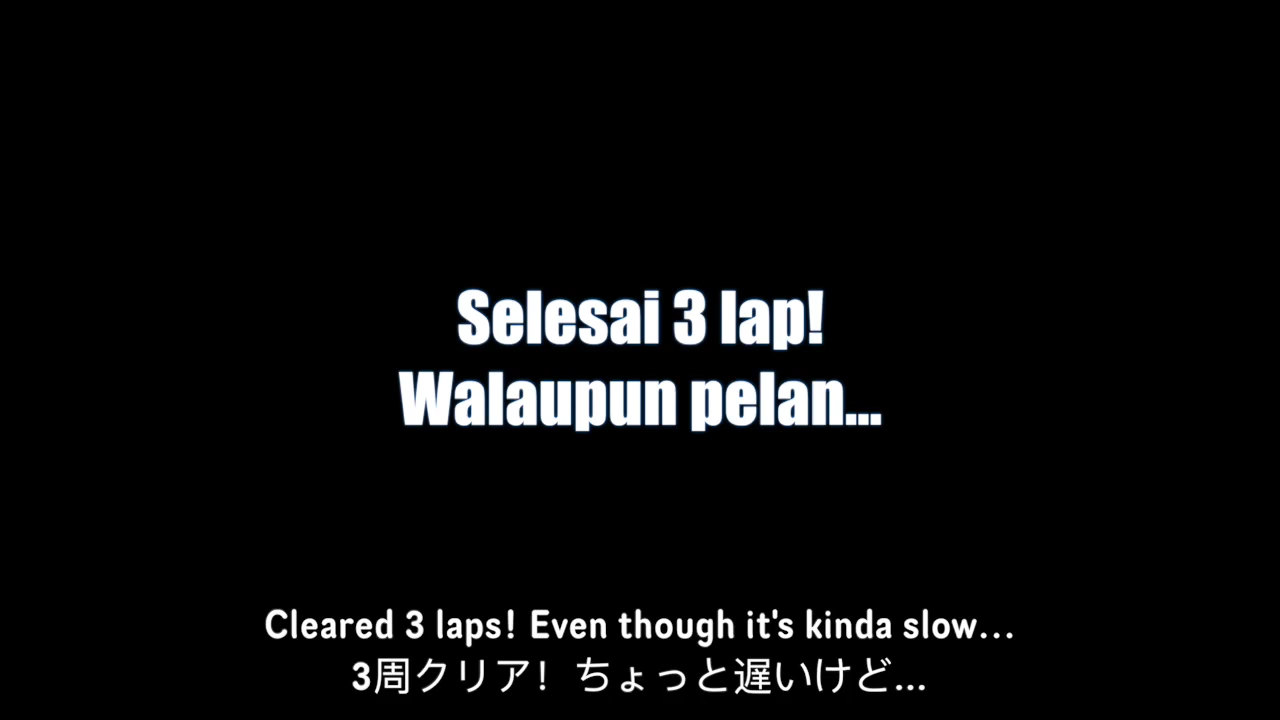 Selesai 3 lap!
Walaupun pelan...
Cleared 3 laps! Even though it's kinda slow...
3周クリア！ ちょっと遅いけど...